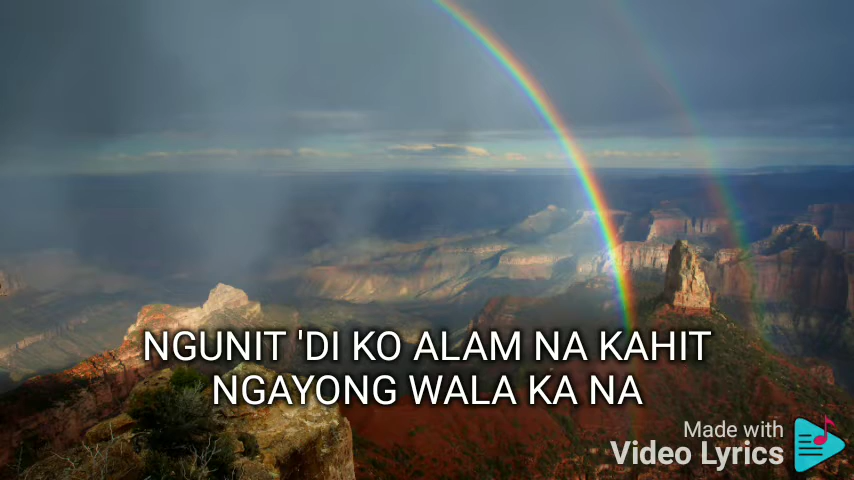 NGUNIT 'DI KO ALAM NA KAHIT
NGAYONG WALA KA NA
Made with
Video Lyrics